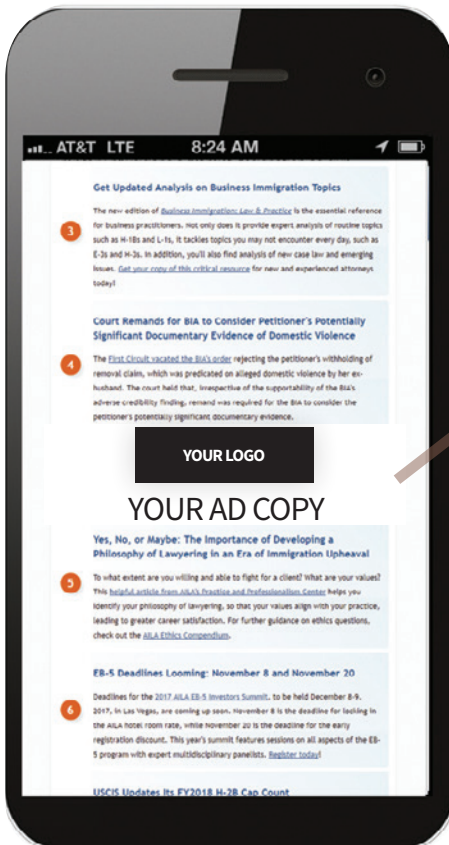 AT&T LTE 8:24 AM
Get Updated Analysis on Business Immigration Topics
The new edition of Business Immigration: Law & Practice is the essential reference
3
for business practitioners. Not only does it provide expert analysis of routine topics
such as H-1Bs and L-1s, it tackles topics you may not encounter every day, such as
E-3s and H-3s. In addition, you'll also find analysis of new case law and emerging
issues. Get your copy of this critical resource for new and experienced attorneys
today!
Court Remands for BIA to Consider Petitioner's Potentially
Significant Documentary Evidence of Domestic Violence
4
The First Circuit vacated the BIA's order rejecting the petitioner's withholding of
removal claim, which was predicated on alleged domestic violence by her ex-
husband. The court held that, irrespective of the supportability of the BIA's
adverse credibility finding, remand was required for the BIA to consider the
petitioner's potentially significant documentary evidence.
YOUR LOGO
YOUR AD COPY
Yes, No, or Maybe: The Importance of Developing a
Philosophy of Lawyering in an Era of Immigration Upheaval
5
To what extent are you willing and able to fight for a client? What are your values?
This helpful article from AILA's Practice and Professionalism Center helps you
identify your philosophy of lawyering, so that your values align with your practice,
leading to greater career satisfaction. For further guidance on ethics questions,
check out the AILA Ethics Compendium.
EB-5 Deadlines Looming: November 8 and November 20
6
Deadlines for the 2017 AILA EB-5 Investors Summit, to be held December 8-9,
2017, in Las Vegas, are coming up soon. November 8 is the deadline for locking in
the AILA hotel room rate, while November 20 is the deadline for the early
registration discount. This year's summit features sessions on all aspects of the EB-
5 program with expert multidisciplinary panelists. Register today!
USCIS Updates Its FY2018 H-2B Cap Count